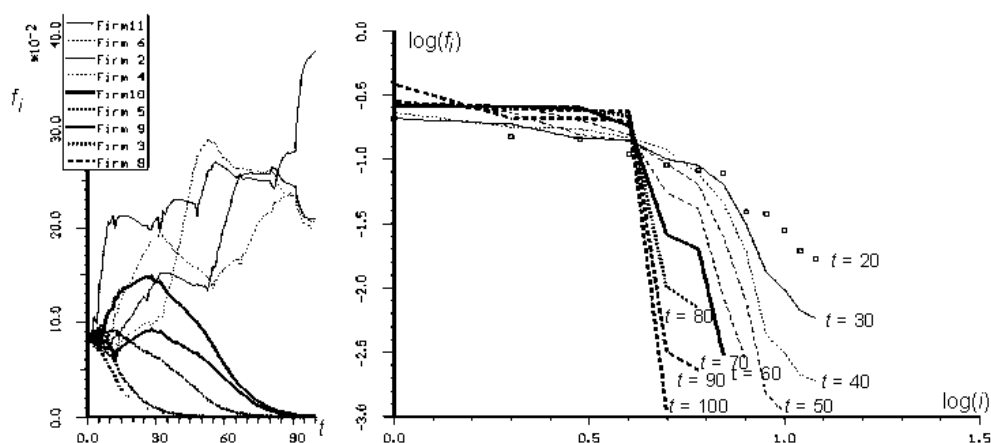 40.0
*10⁻²
30.0
20.0
10.0
0.0
f_i
Firm11
Firm 6
Firm 2
Firm 4
Firm10
Firm 5
Firm 9
Firm 3
Firm 8
0.0
30
60
90
t
log(f_i)
0.0
-0.5
-1.0
-1.5
-2.0
-2.5
-3.0
t = 20
t = 30
t = 80
t = 70
t = 60
t = 40
t = 90
t = 50
t = 100
log(i)
0.0
0.5
1.0
1.5